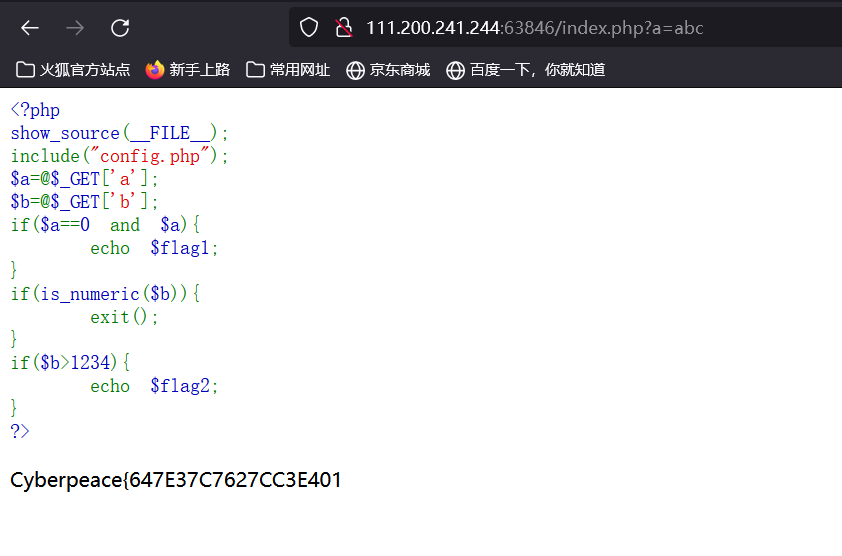 111.200.241.244:63846/index.php?a=abc
火狐官方站点 新手上路 常用网址 京东商城 百度一下，你就知道
<?php
show_source(__FILE__);
include("config.php");
$a=@$_GET['a'];
$b=@$_GET['b'];
if($a==0 and $a){
echo $flag1;
}
if(is_numeric($b)){
exit();
}
if($b>1234){
echo $flag2;
}
?>
Cyberpeace{647E37C7627CC3E401